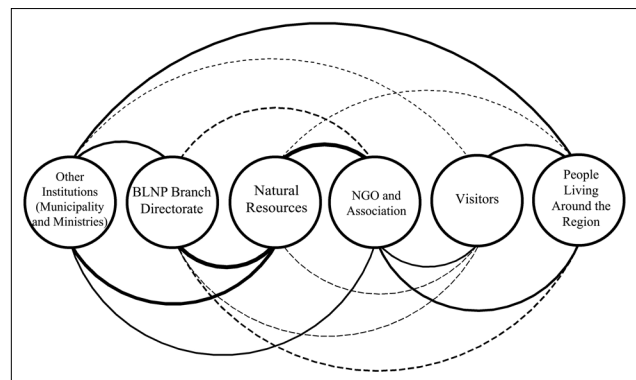 Other
Institutions
(Municipality
and Ministries)
BLNP Branch
Directorate
Natural
Resources
NGO and
Association
Visitors
People
Living
Around the
Region